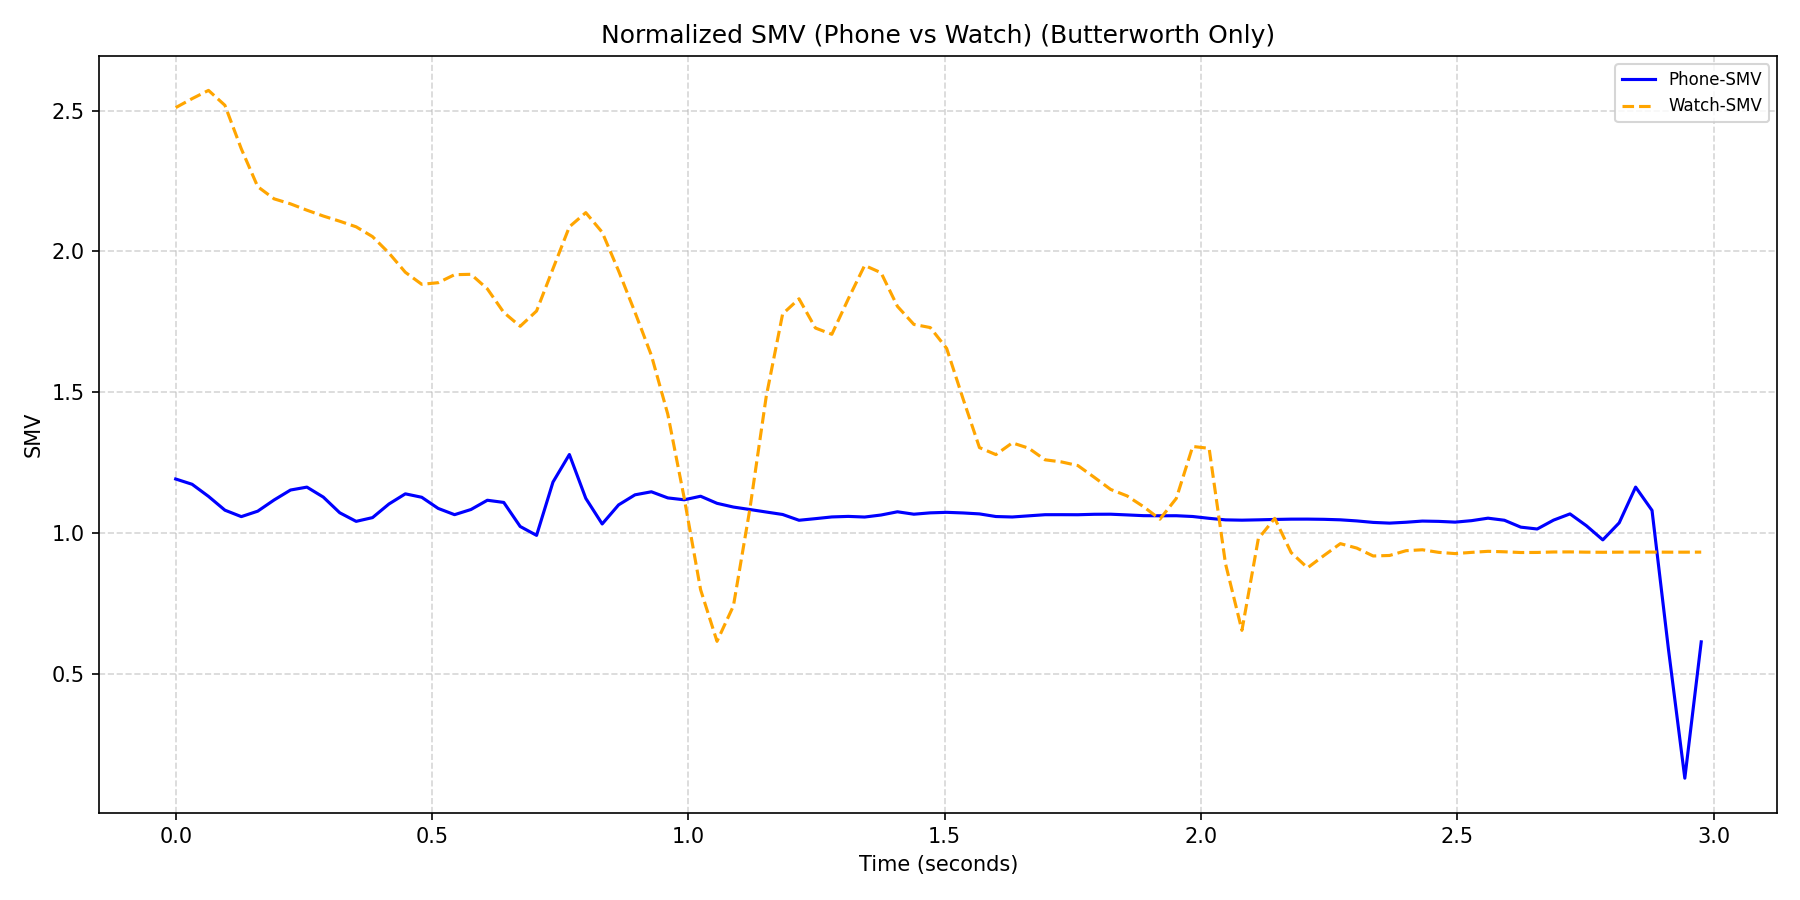 Normalized SMV (Phone vs Watch) (Butterworth Only)
Phone-SMV
Watch-SMV
2.5
2.0
1.5
1.0
0.5
SMV
0.0 0.5 1.0 1.5 2.0 2.5 3.0
Time (seconds)